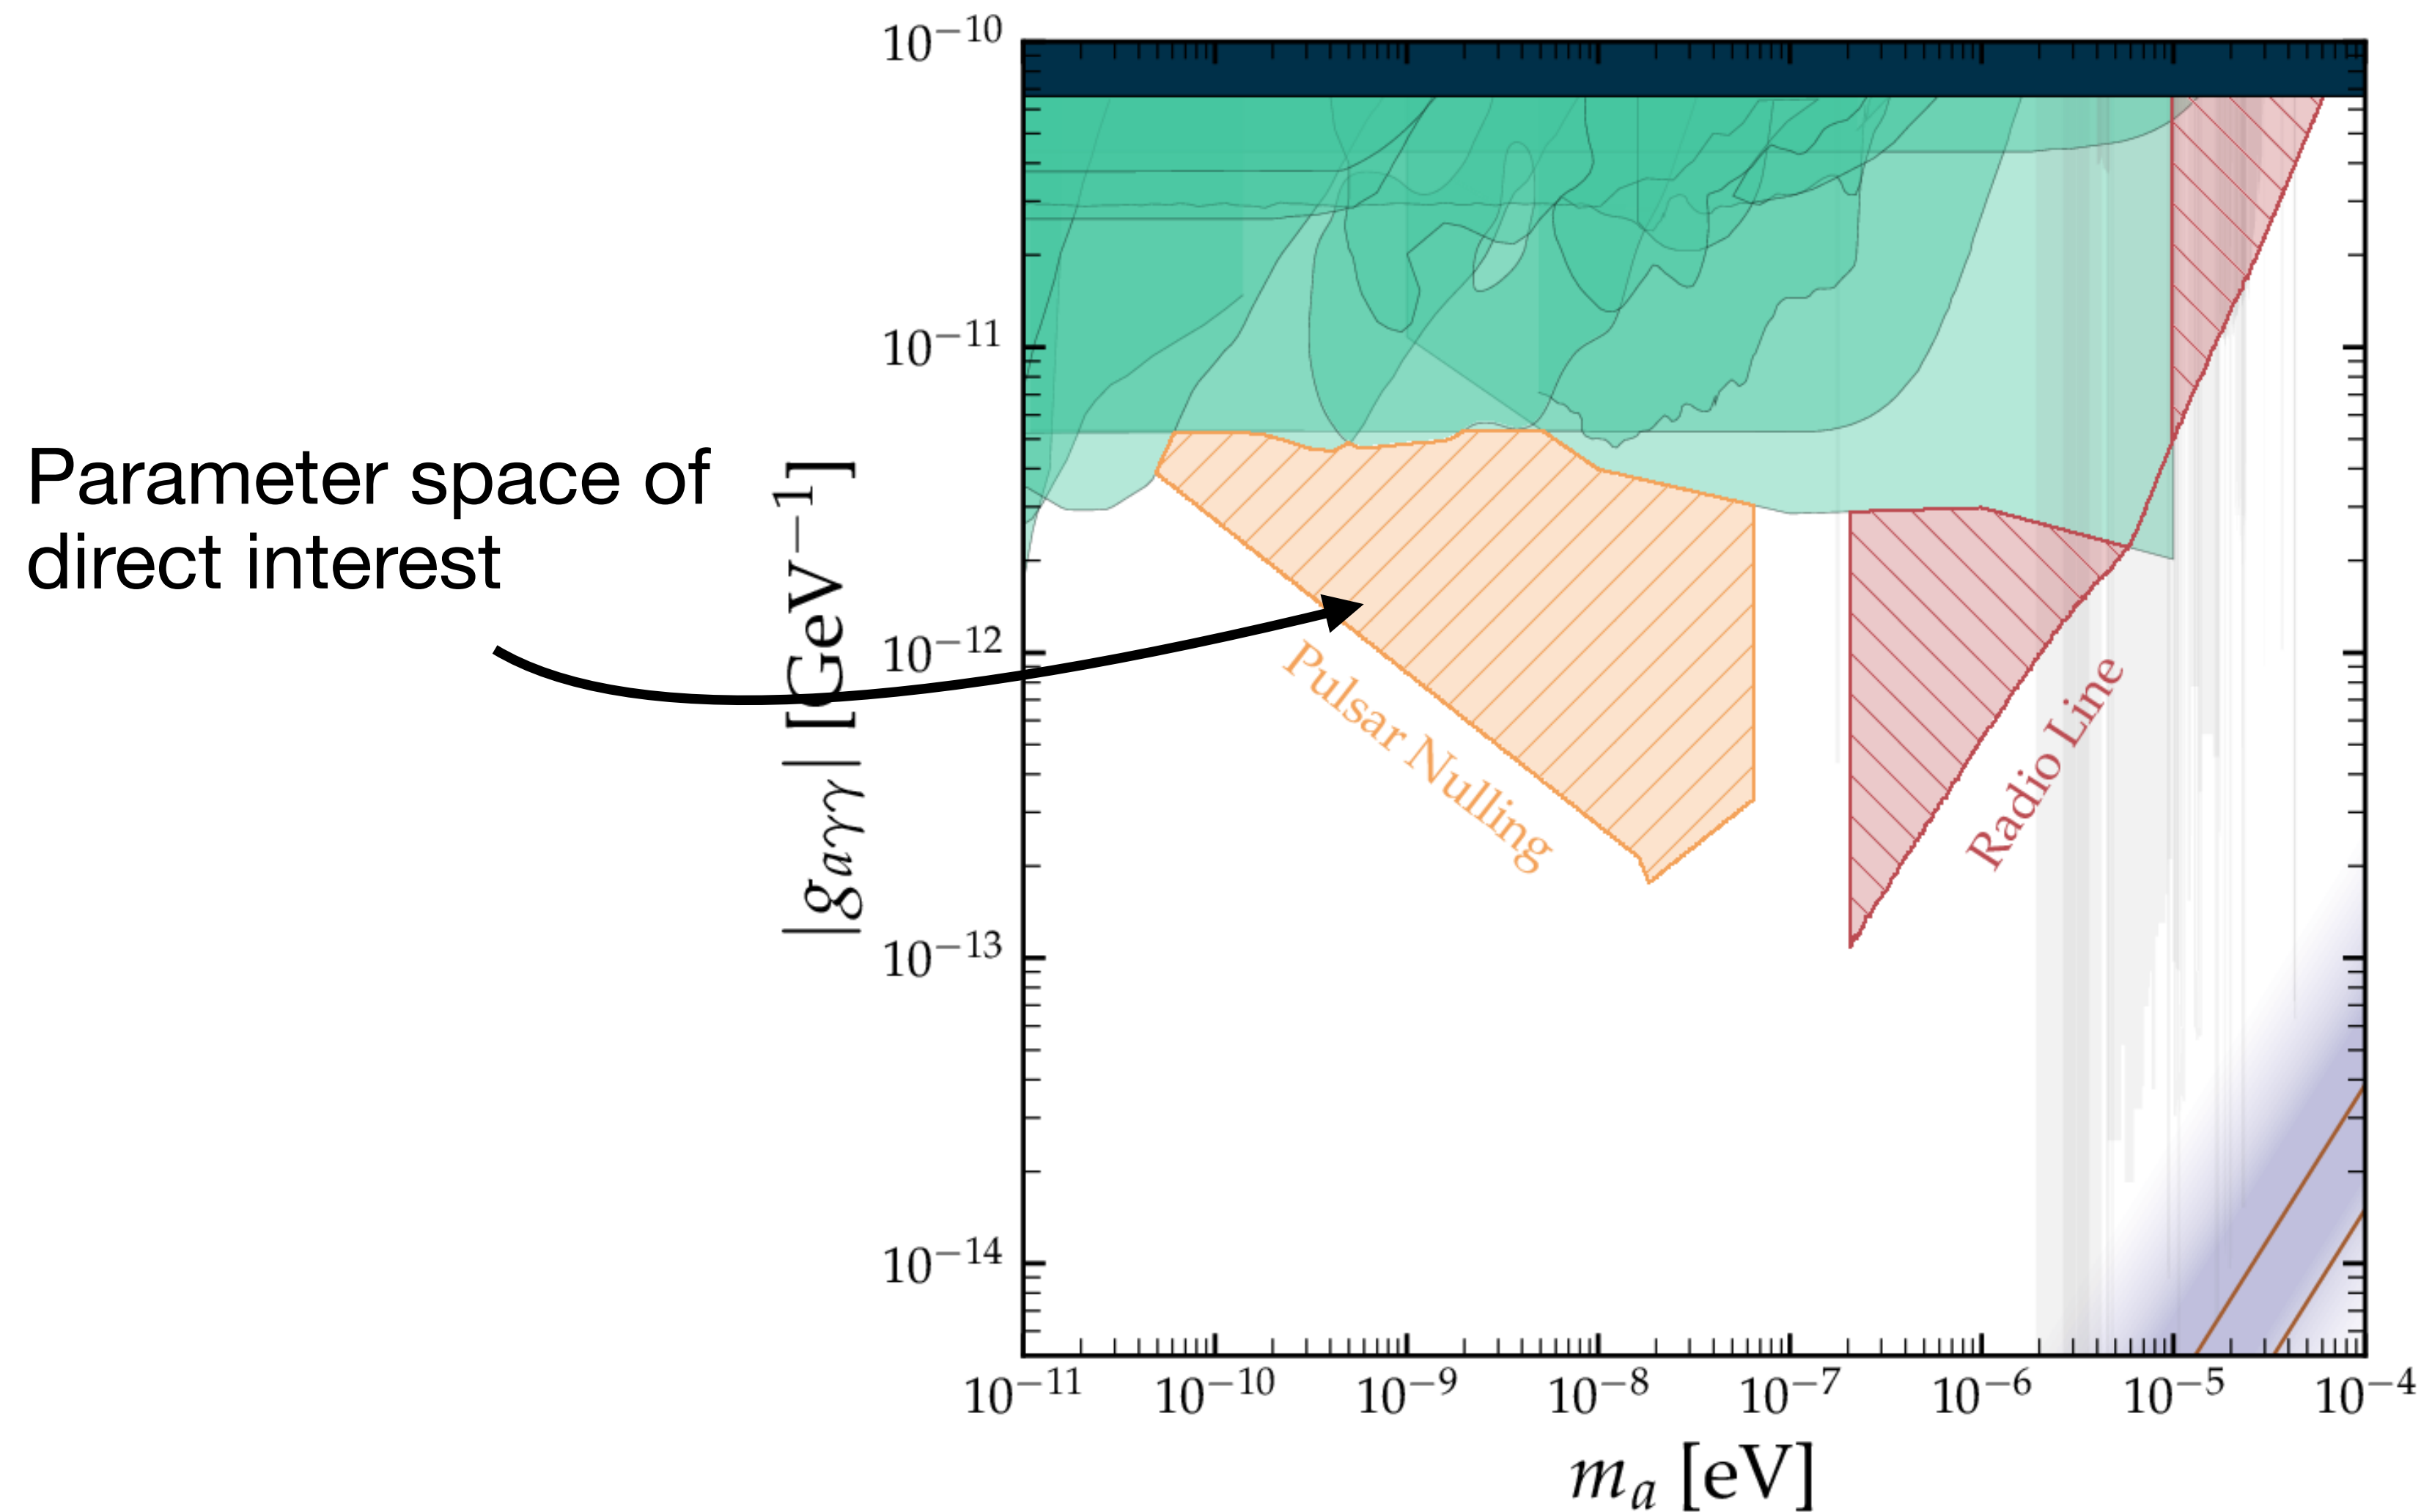 Parameter space of
direct interest
|g_{aγγ}| [GeV⁻¹]
10⁻¹⁰
10⁻¹¹
10⁻¹²
10⁻¹³
10⁻¹⁴
Pulsar Nulling
Radio Line
10⁻¹¹ 10⁻¹⁰ 10⁻⁹ 10⁻⁸ 10⁻⁷ 10⁻⁶ 10⁻⁵ 10⁻⁴
mₐ [eV]